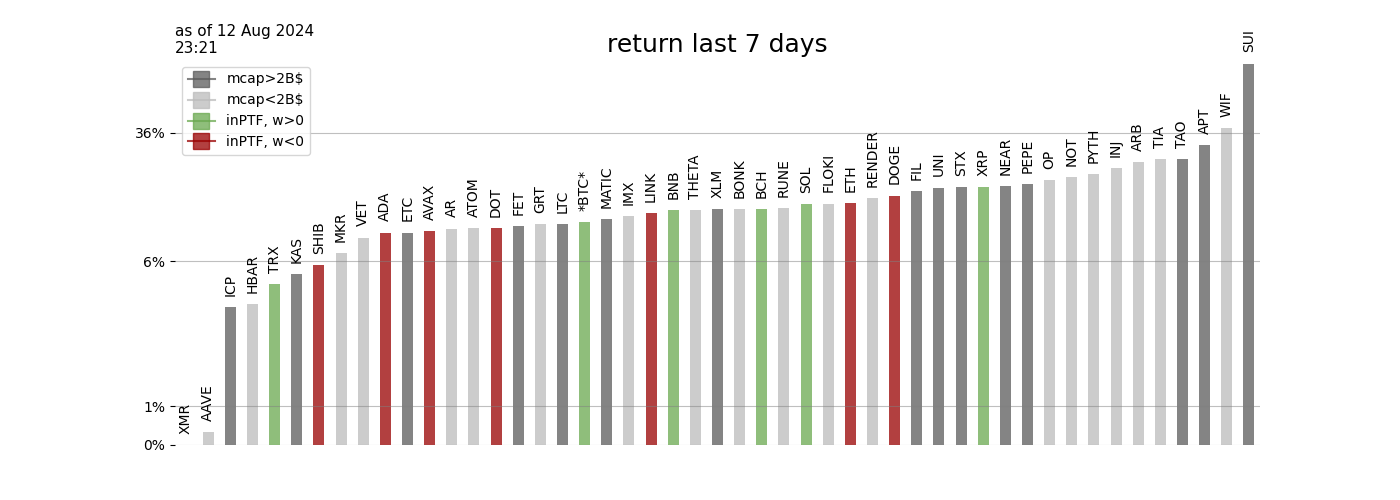 as of 12 Aug 2024
23:21
return last 7 days
mcap>2B$
mcap<2B$
inPTF, w>0
inPTF, w<0
36%
6%
1%
0%
XMR
AAVE
ICP
HBAR
TRX
KAS
SHIB
MKR
VET
ADA
ETC
AVAX
AR
ATOM
DOT
FET
GRT
LTC
*BTC*
MATIC
IMX
LINK
BNB
THETA
XLM
BONK
BCH
RUNE
SOL
FLOKI
ETH
RENDER
DOGE
FIL
UNI
STX
XRP
NEAR
PEPE
OP
NOT
PYTH
INJ
ARB
TIA
TAO
APT
WIF
SUI